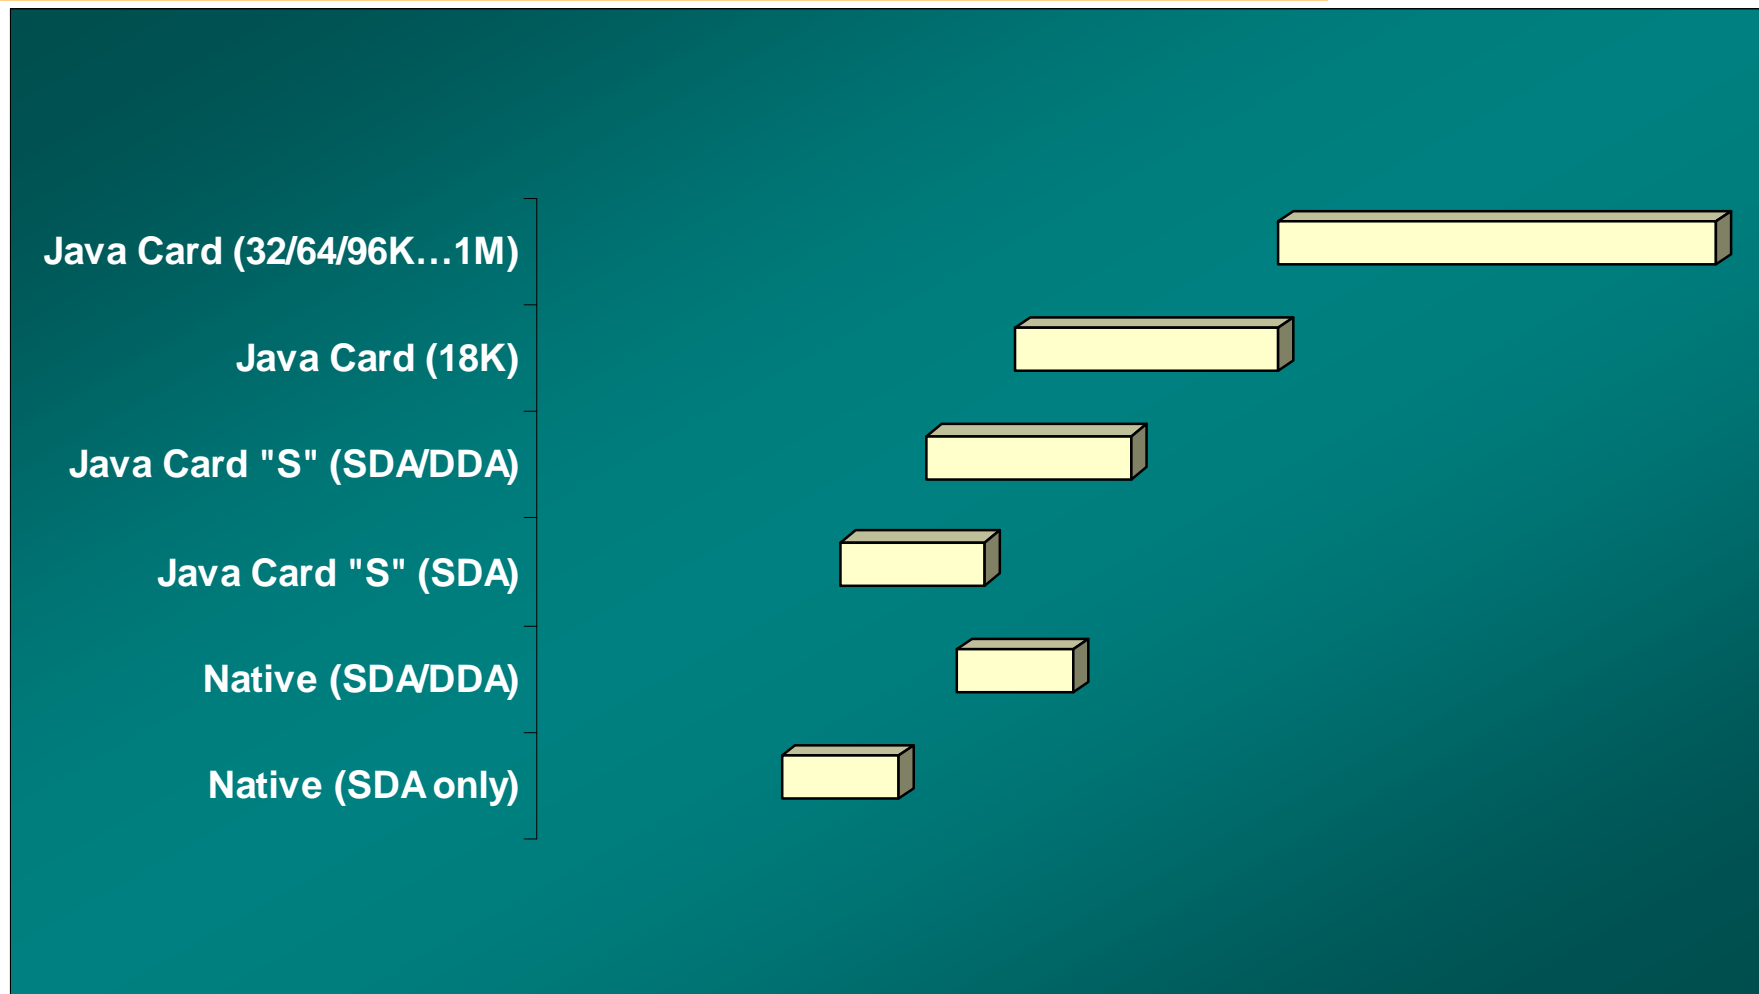 Java Card (32/64/96K…1M)
Java Card (18K)
Java Card "S" (SDA/DDA)
Java Card "S" (SDA)
Native (SDA/DDA)
Native (SDA only)